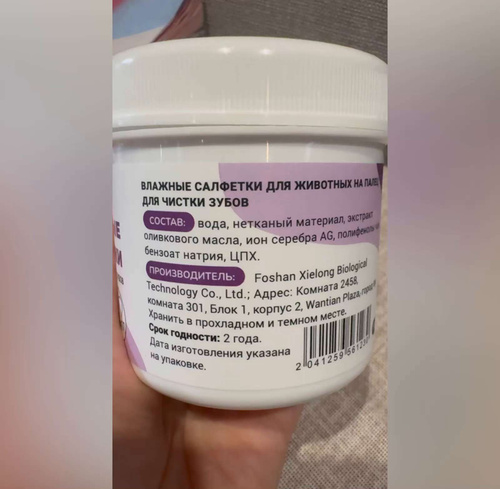 ВЛАЖНЫЕ САЛФЕТКИ ДЛЯ ЖИВОТНЫХ НА ПАЛЕЦ
ДЛЯ ЧИСТКИ ЗУБОВ
СОСТАВ: вода, нетканый материал, экстракт
оливкового масла, ион серебра AG, полифенолы
бензоат натрия, ЦПХ.
ПРОИЗВОДИТЕЛЬ: Foshan Xielong Biological
Technology Co., Ltd.; Адрес: Комната 2458,
комната 301, Блок 1, корпус 2, Wantian Plaza,
Хранить в прохладном и темном месте.
Срок годности: 2 года.
Дата изготовления указана
на упаковке.